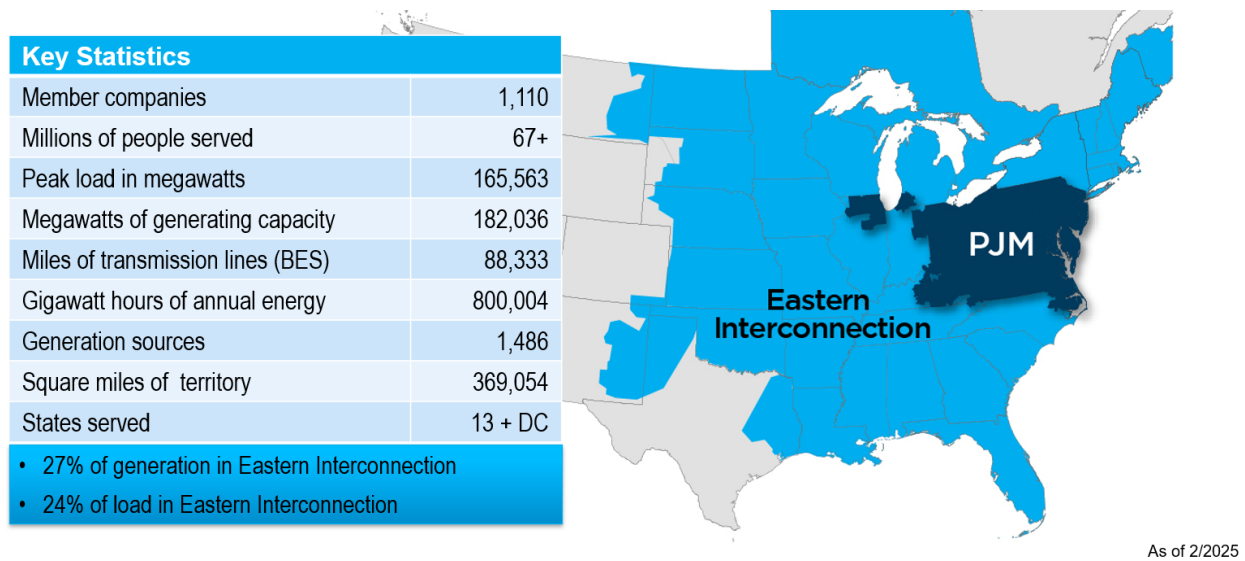 Key Statistics
Member companies 1,110
Millions of people served 67+
Peak load in megawatts 165,563
Megawatts of generating capacity 182,036
Miles of transmission lines (BES) 88,333
Gigawatt hours of annual energy 800,004
Generation sources 1,486
Square miles of territory 369,054
States served 13 + DC
• 27% of generation in Eastern Interconnection
• 24% of load in Eastern Interconnection
PJM
Eastern
Interconnection
As of 2/2025